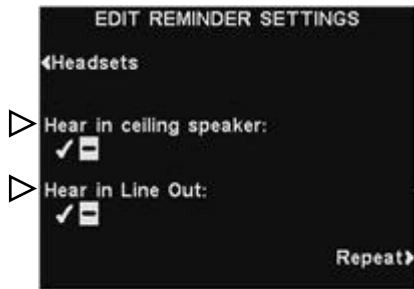 EDIT REMINDER SETTINGS
Headsets
Hear in ceiling speaker:
Hear in Line Out:
Repeat